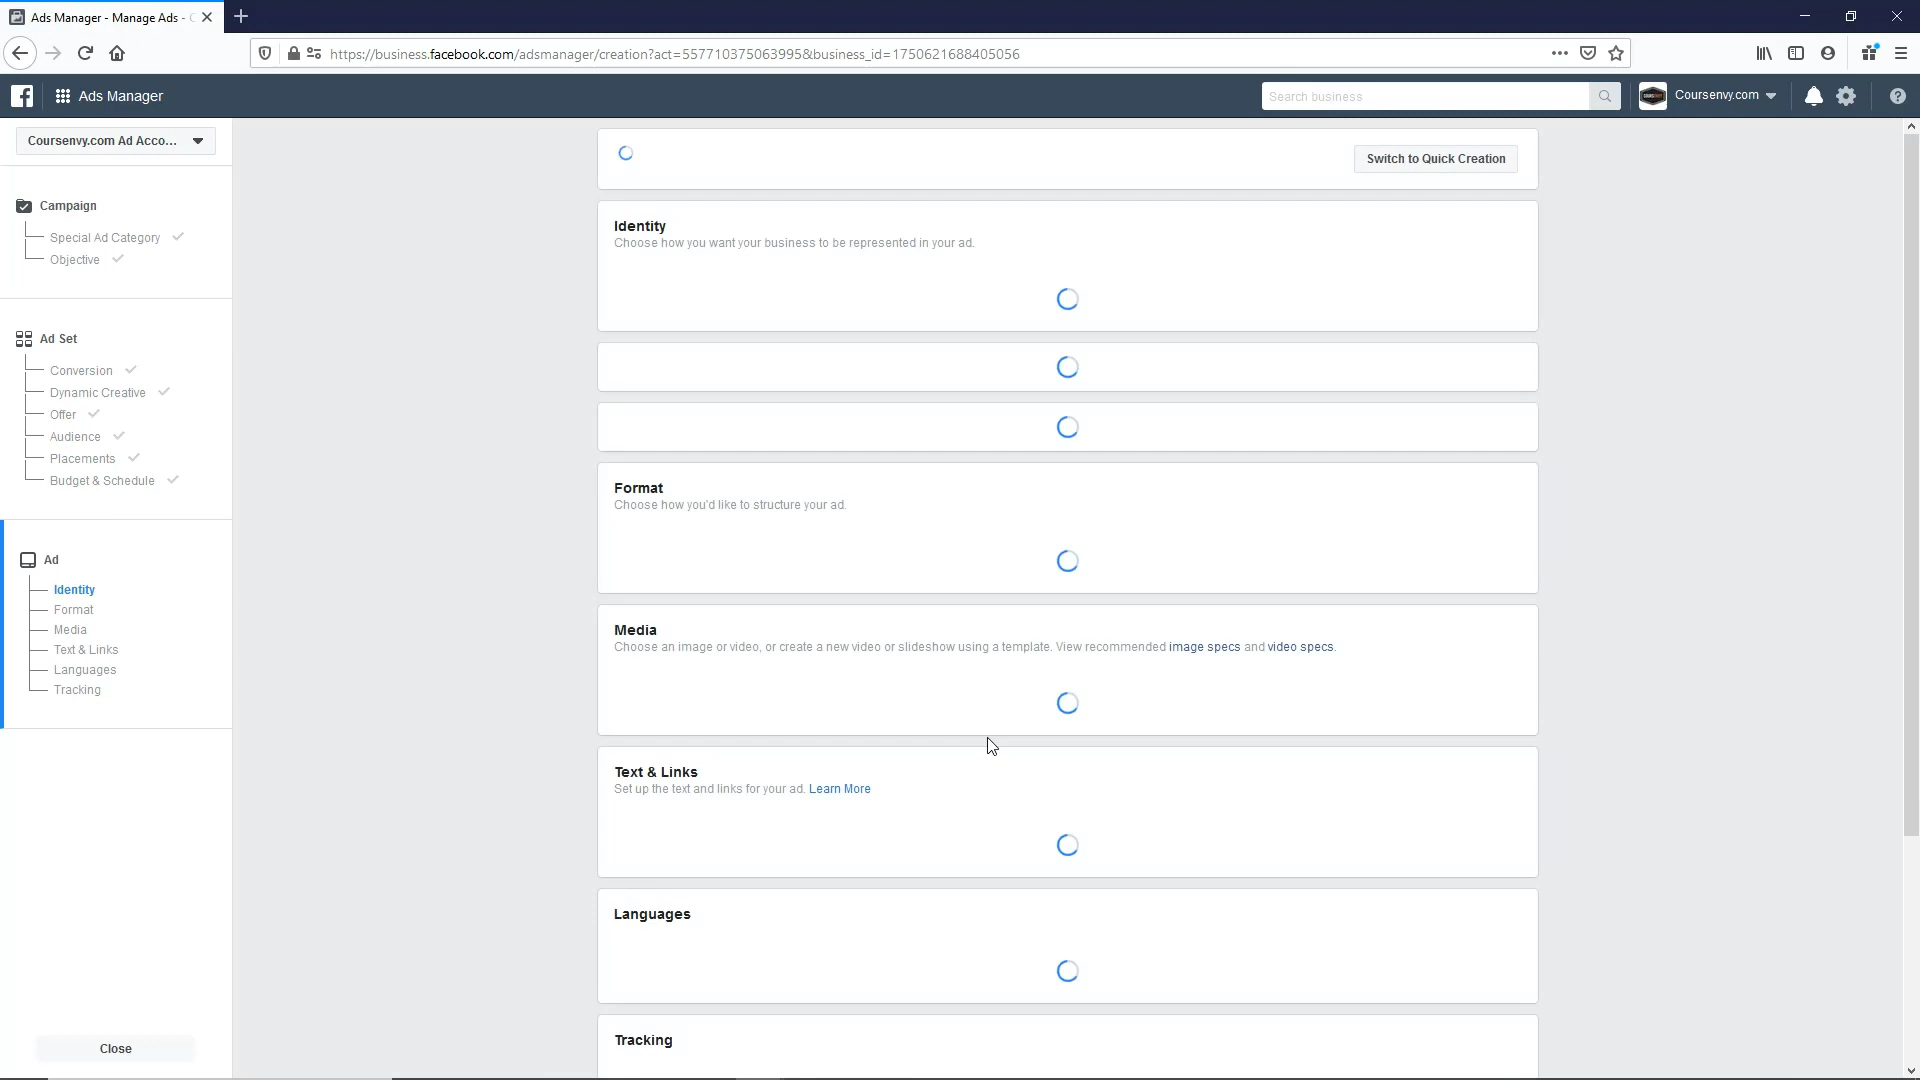 Ads Manager - Manage Ads - C
https://business.facebook.com/adsmanager/creation?act=557710375063995&business_id=1750621688405056
Ads Manager
Search business
Coursenvy.com
Coursenvy.com Ad Acco...
Switch to Quick Creation
Campaign
Special Ad Category
Objective
Ad Set
Conversion
Dynamic Creative
Offer
Audience
Placements
Budget & Schedule
Ad
Identity
Format
Media
Text & Links
Languages
Tracking
Close
Identity
Choose how you want your business to be represented in your ad.
Format
Choose how you'd like to structure your ad.
Media
Choose an image or video, or create a new video or slideshow using a template. View recommended image specs and video specs.
Text & Links
Set up the text and links for your ad. Learn More
Languages
Tracking